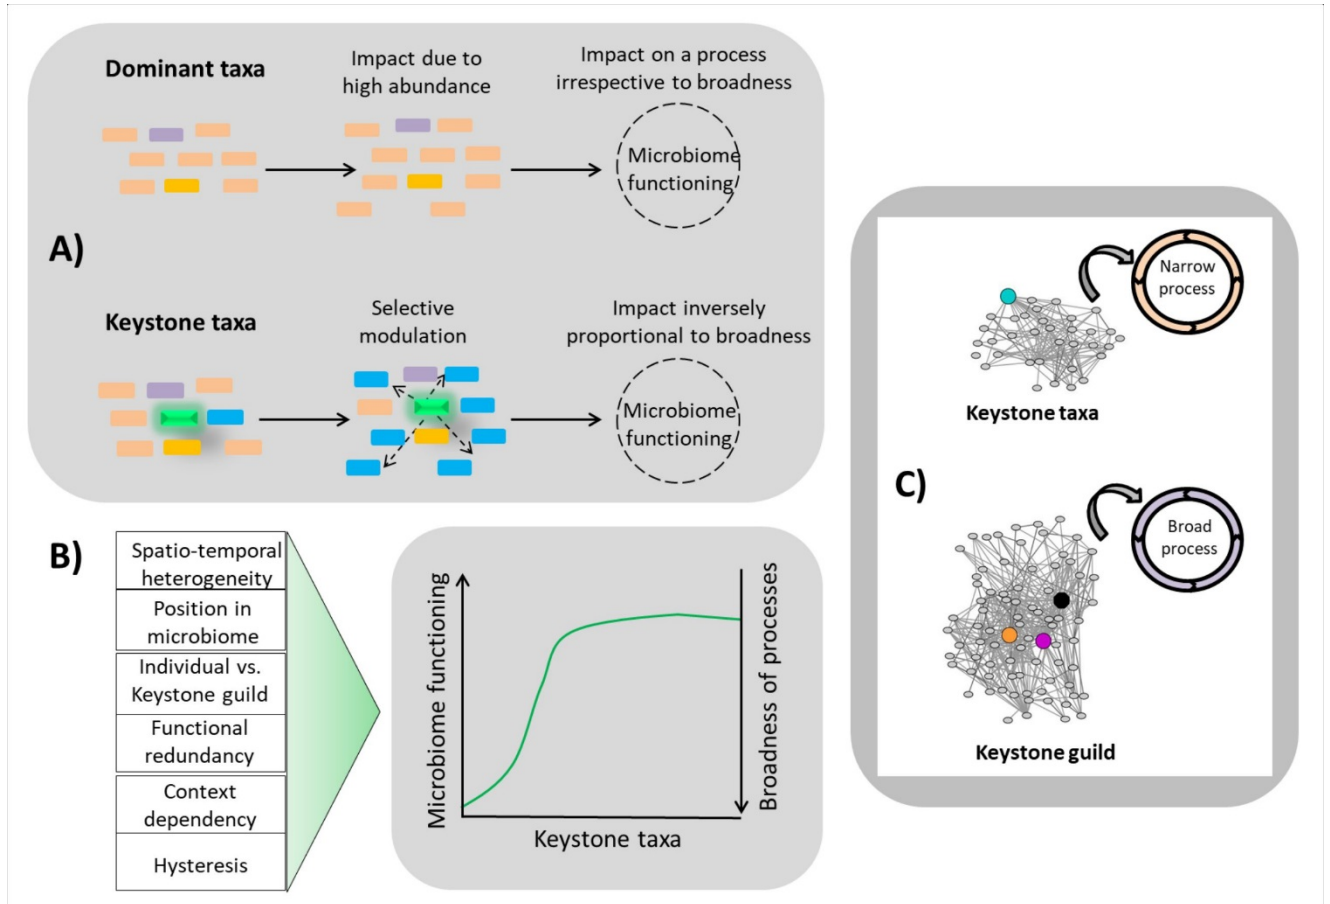 Dominant taxa
Impact due to
high abundance
Impact on a process
irrespective to broadness
Microbiome
functioning
A)
Keystone taxa
Selective
modulation
Impact inversely
proportional to broadness
Microbiome
functioning
B)
Spatio-temporal
heterogeneity
Position in
microbiome
Individual vs.
Keystone guild
Functional
redundancy
Context
dependency
Hysteresis
Microbiome functioning
Keystone taxa
Broadness of processes
C)
Narrow
process
Keystone taxa
Broad
process
Keystone guild